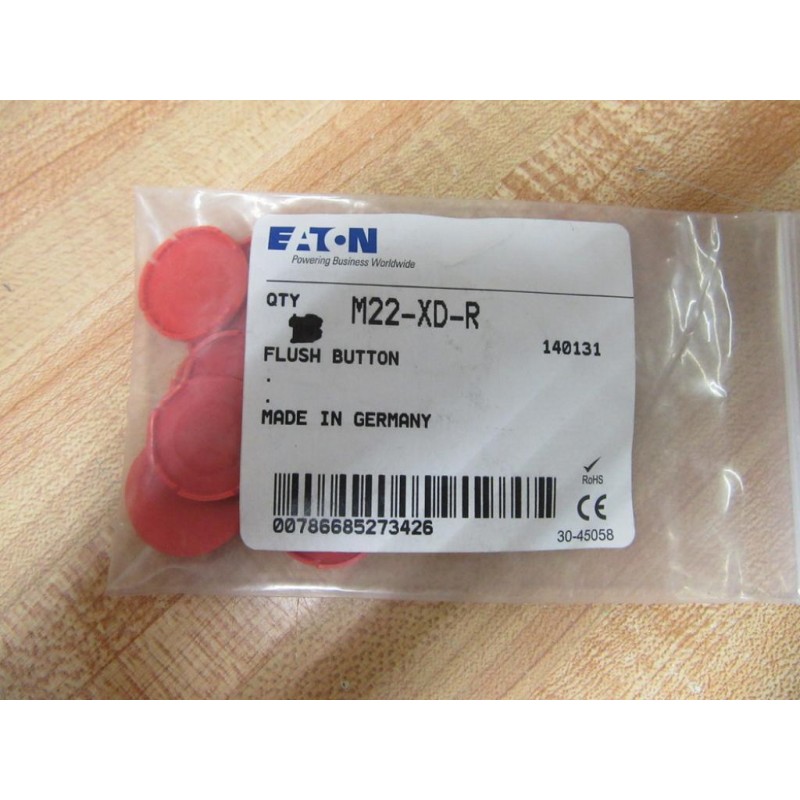 EATON
Powering Business Worldwide
QTY
M22-XD-R
FLUSH BUTTON
140131
.
.
MADE IN GERMANY
RoHS
CE
00786685273426
30-45058